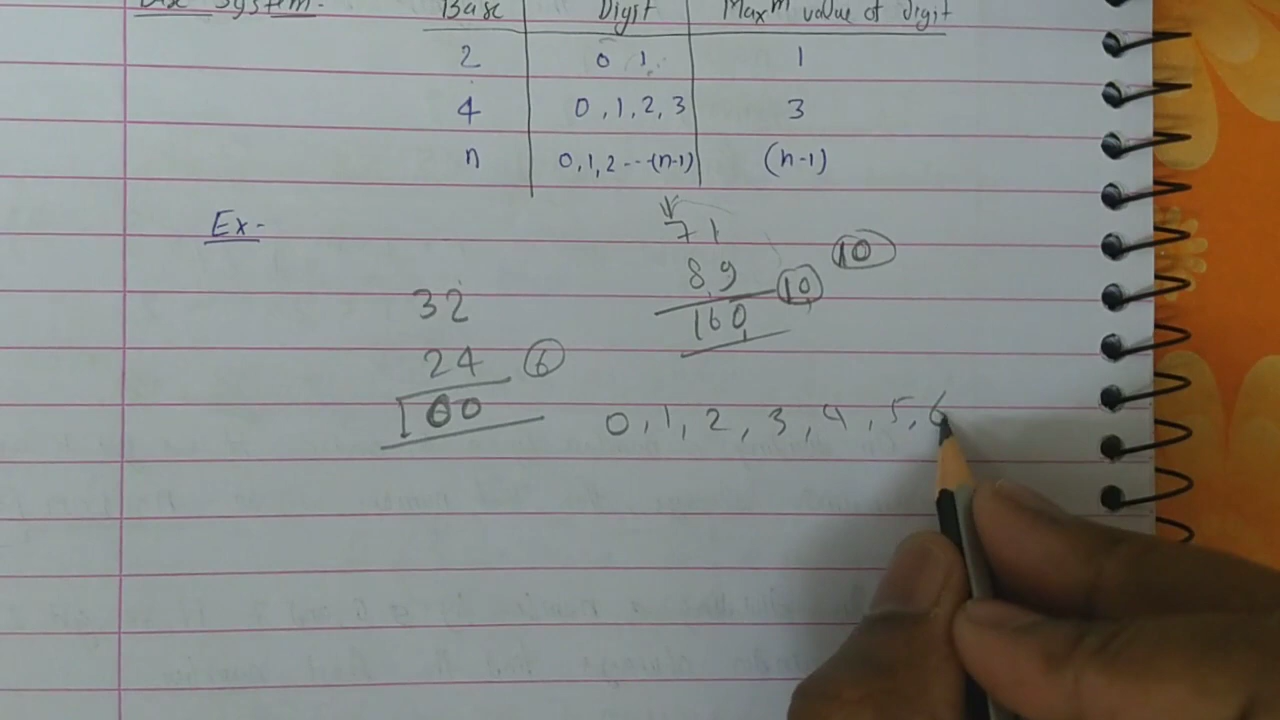 System.
Base Digit Max^m value of digit
2 0 1 1
4 0, 1, 2, 3 3
n 0, 1, 2 --- (n-1) (n-1)
Ex-
71
10
89 10
32
160
24 6
100
0, 1, 2, 3, 4, 5, 6